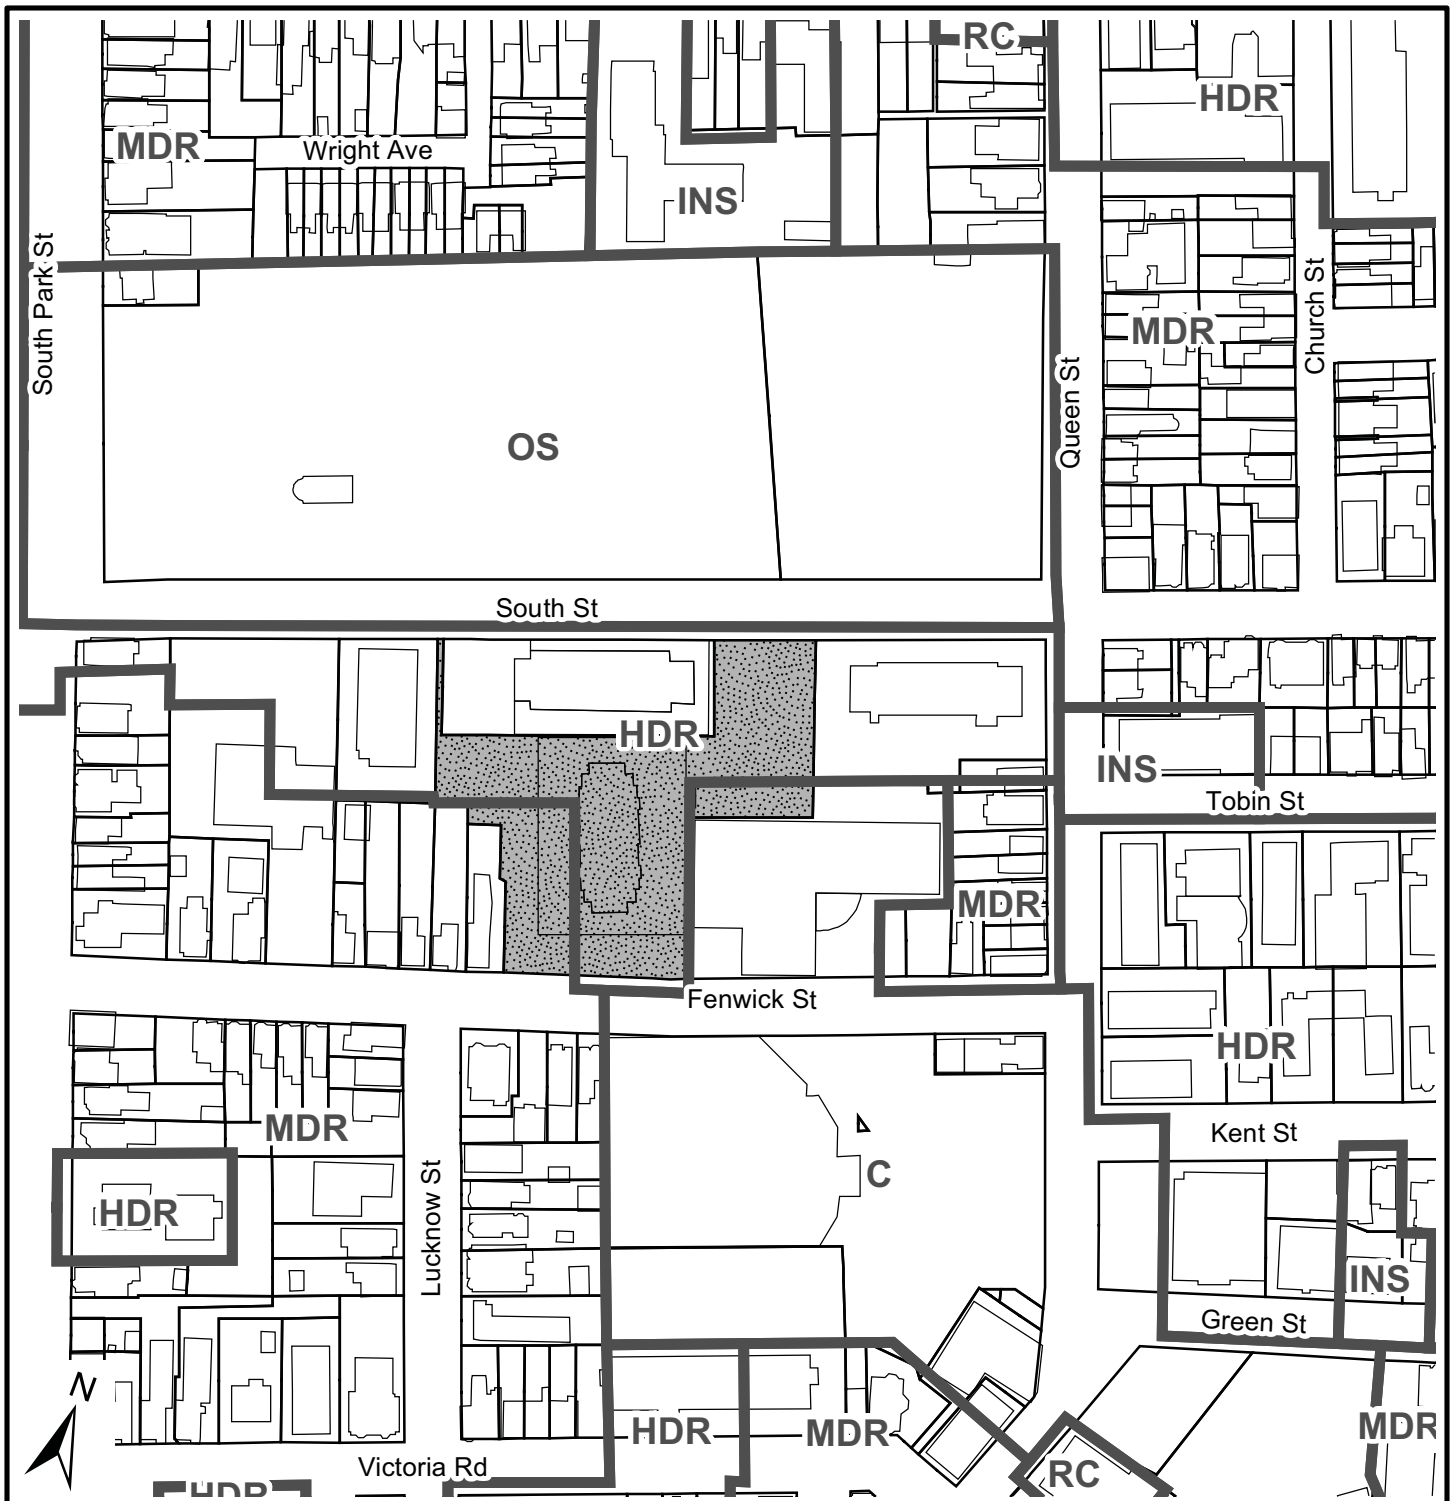 RC
HDR
MDR
Wright Ave
INS
South Park St
Church St
MDR
Queen St
OS
South St
HDR
INS
Tobin St
MDR
Fenwick St
HDR
MDR
Kent St
C
HDR
Lucknow St
INS
Green St
N
HDR
MDR
MDR
Victoria Rd
RC
HDR